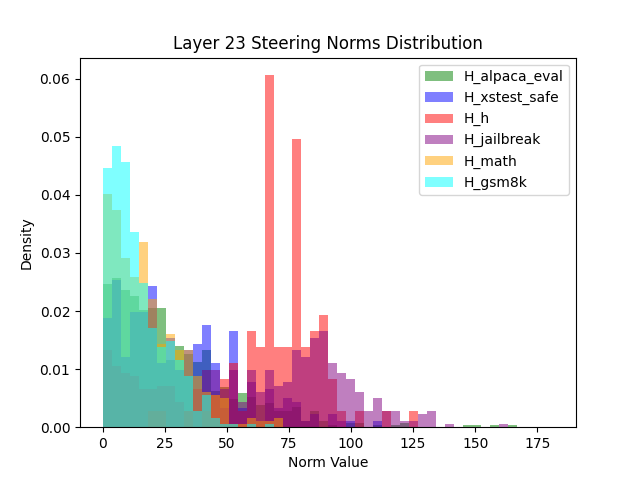 Layer 23 Steering Norms Distribution
H_alpaca_eval
H_xstest_safe
H_h
H_jailbreak
H_math
H_gsm8k
Density
0.06
0.05
0.04
0.03
0.02
0.01
0.00
0 25 50 75 100 125 150 175
Norm Value